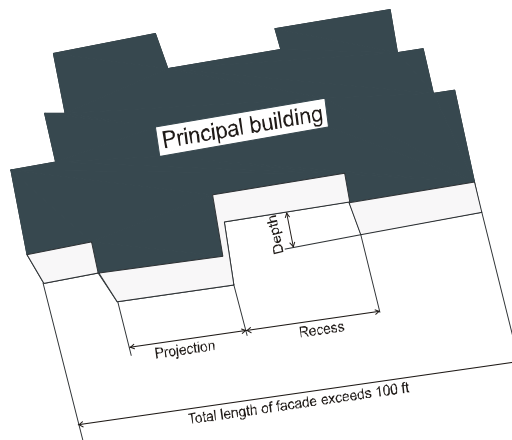 Principal building
Depth
Projection
Recess
Total length of facade exceeds 100 ft